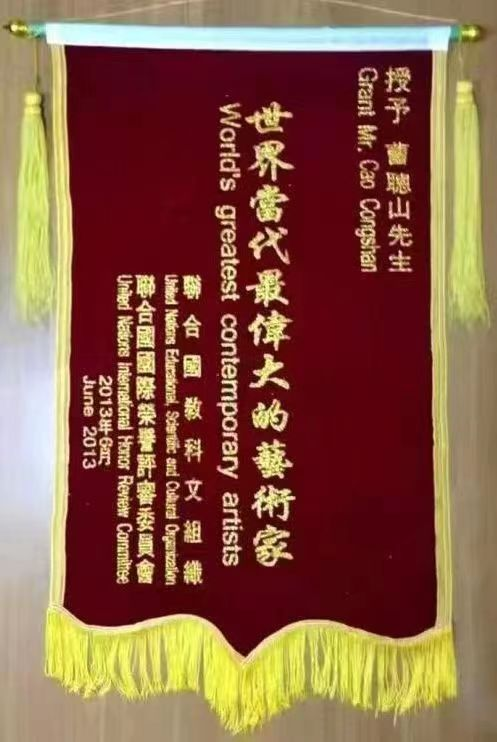 授予 曹聰山先生
Grant Mr. Cao Congshan
世界當代最偉大的藝術家
World's greatest contemporary artists
聯合國教科文組織
United Nations Educational, Scientific and Cultural Organization
聯合國國際榮譽評審委員會
United Nations International Honor Review Committee
2013年6月
June 2013